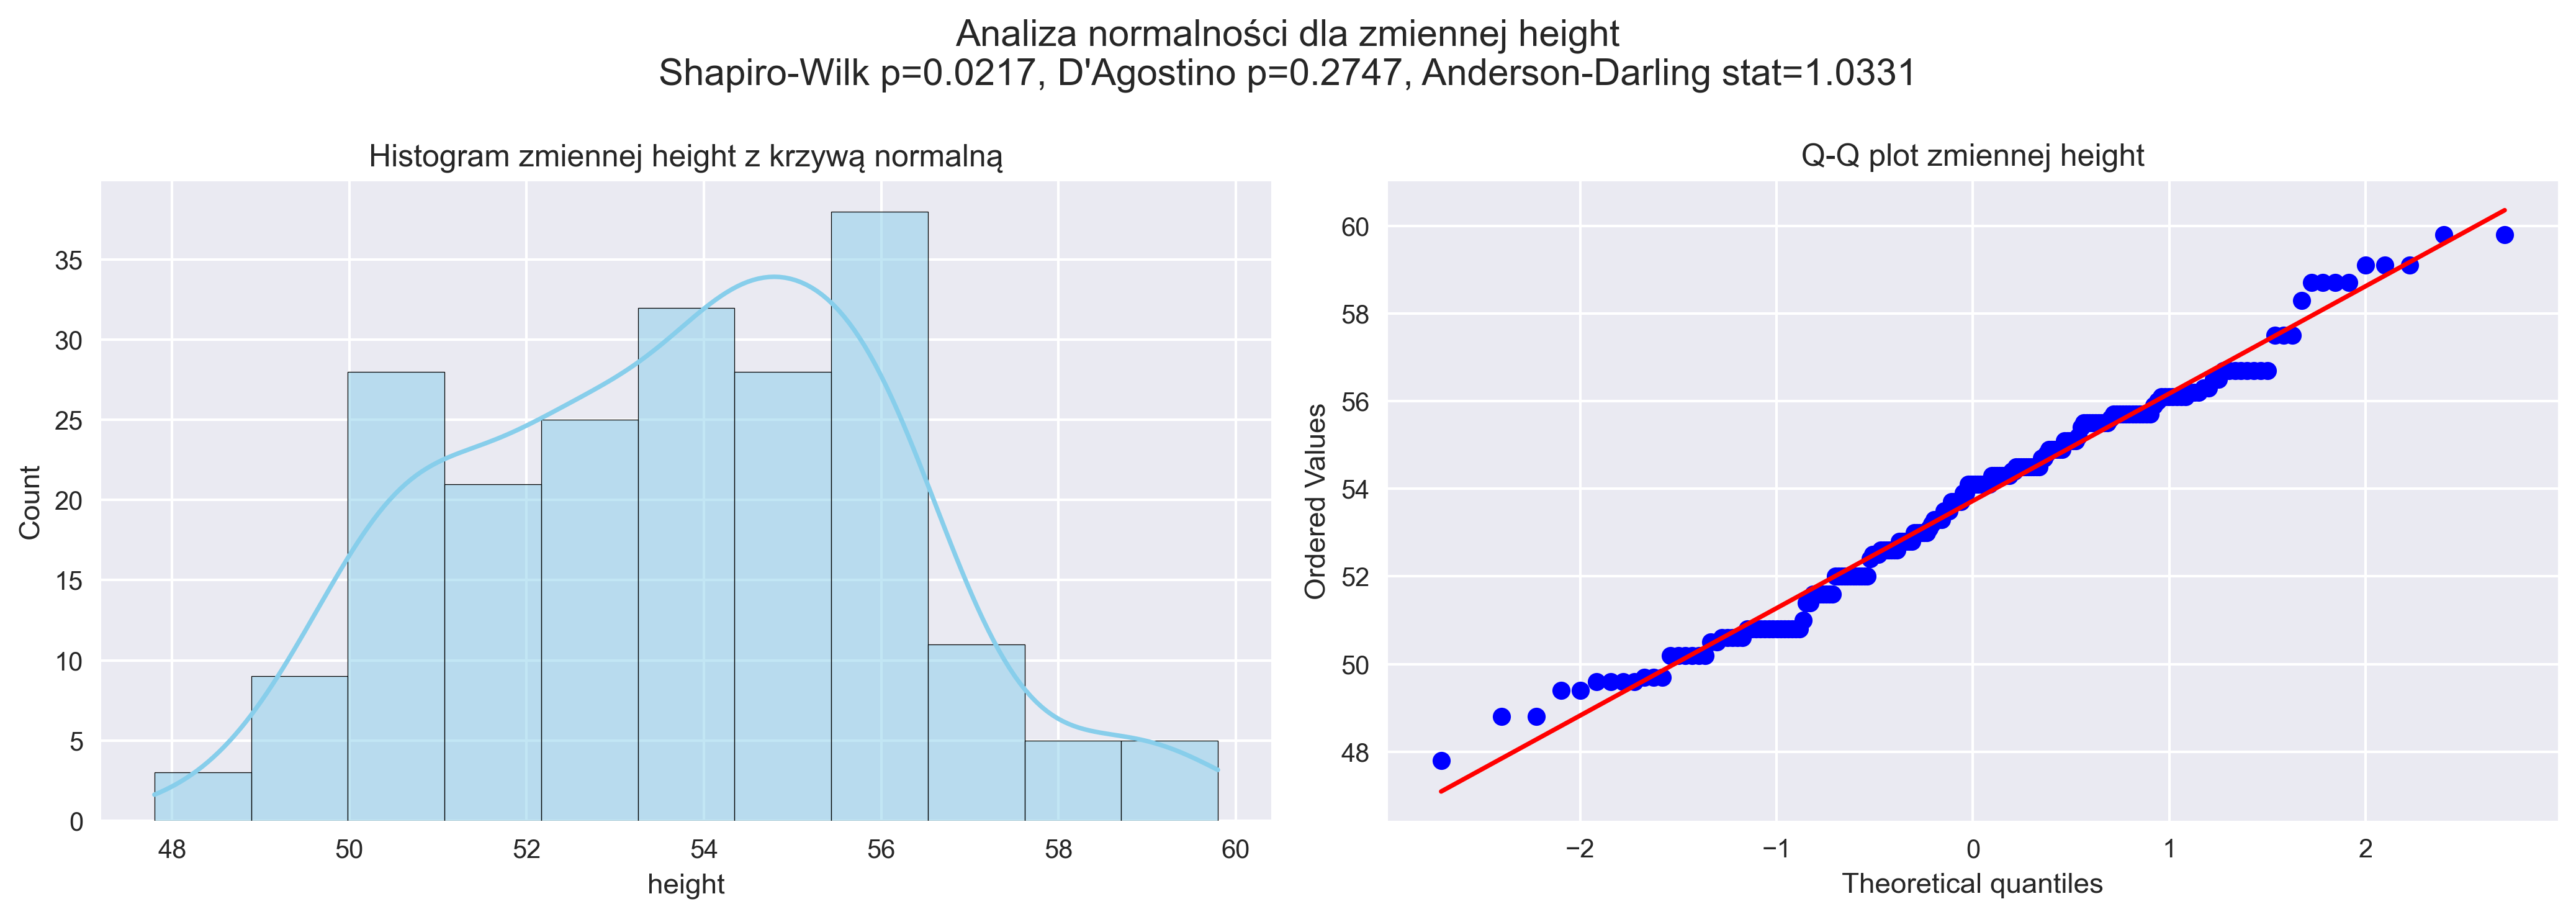 Analiza normalności dla zmiennej height
Shapiro-Wilk p=0.0217, D'Agostino p=0.2747, Anderson-Darling stat=1.0331
Histogram zmiennej height z krzywą normalną
35
30
25
20
15
10
5
0
Count
48 50 52 54 56 58 60
height
Q-Q plot zmiennej height
60
58
56
54
52
50
48
Ordered Values
−2 −1 0 1 2
Theoretical quantiles